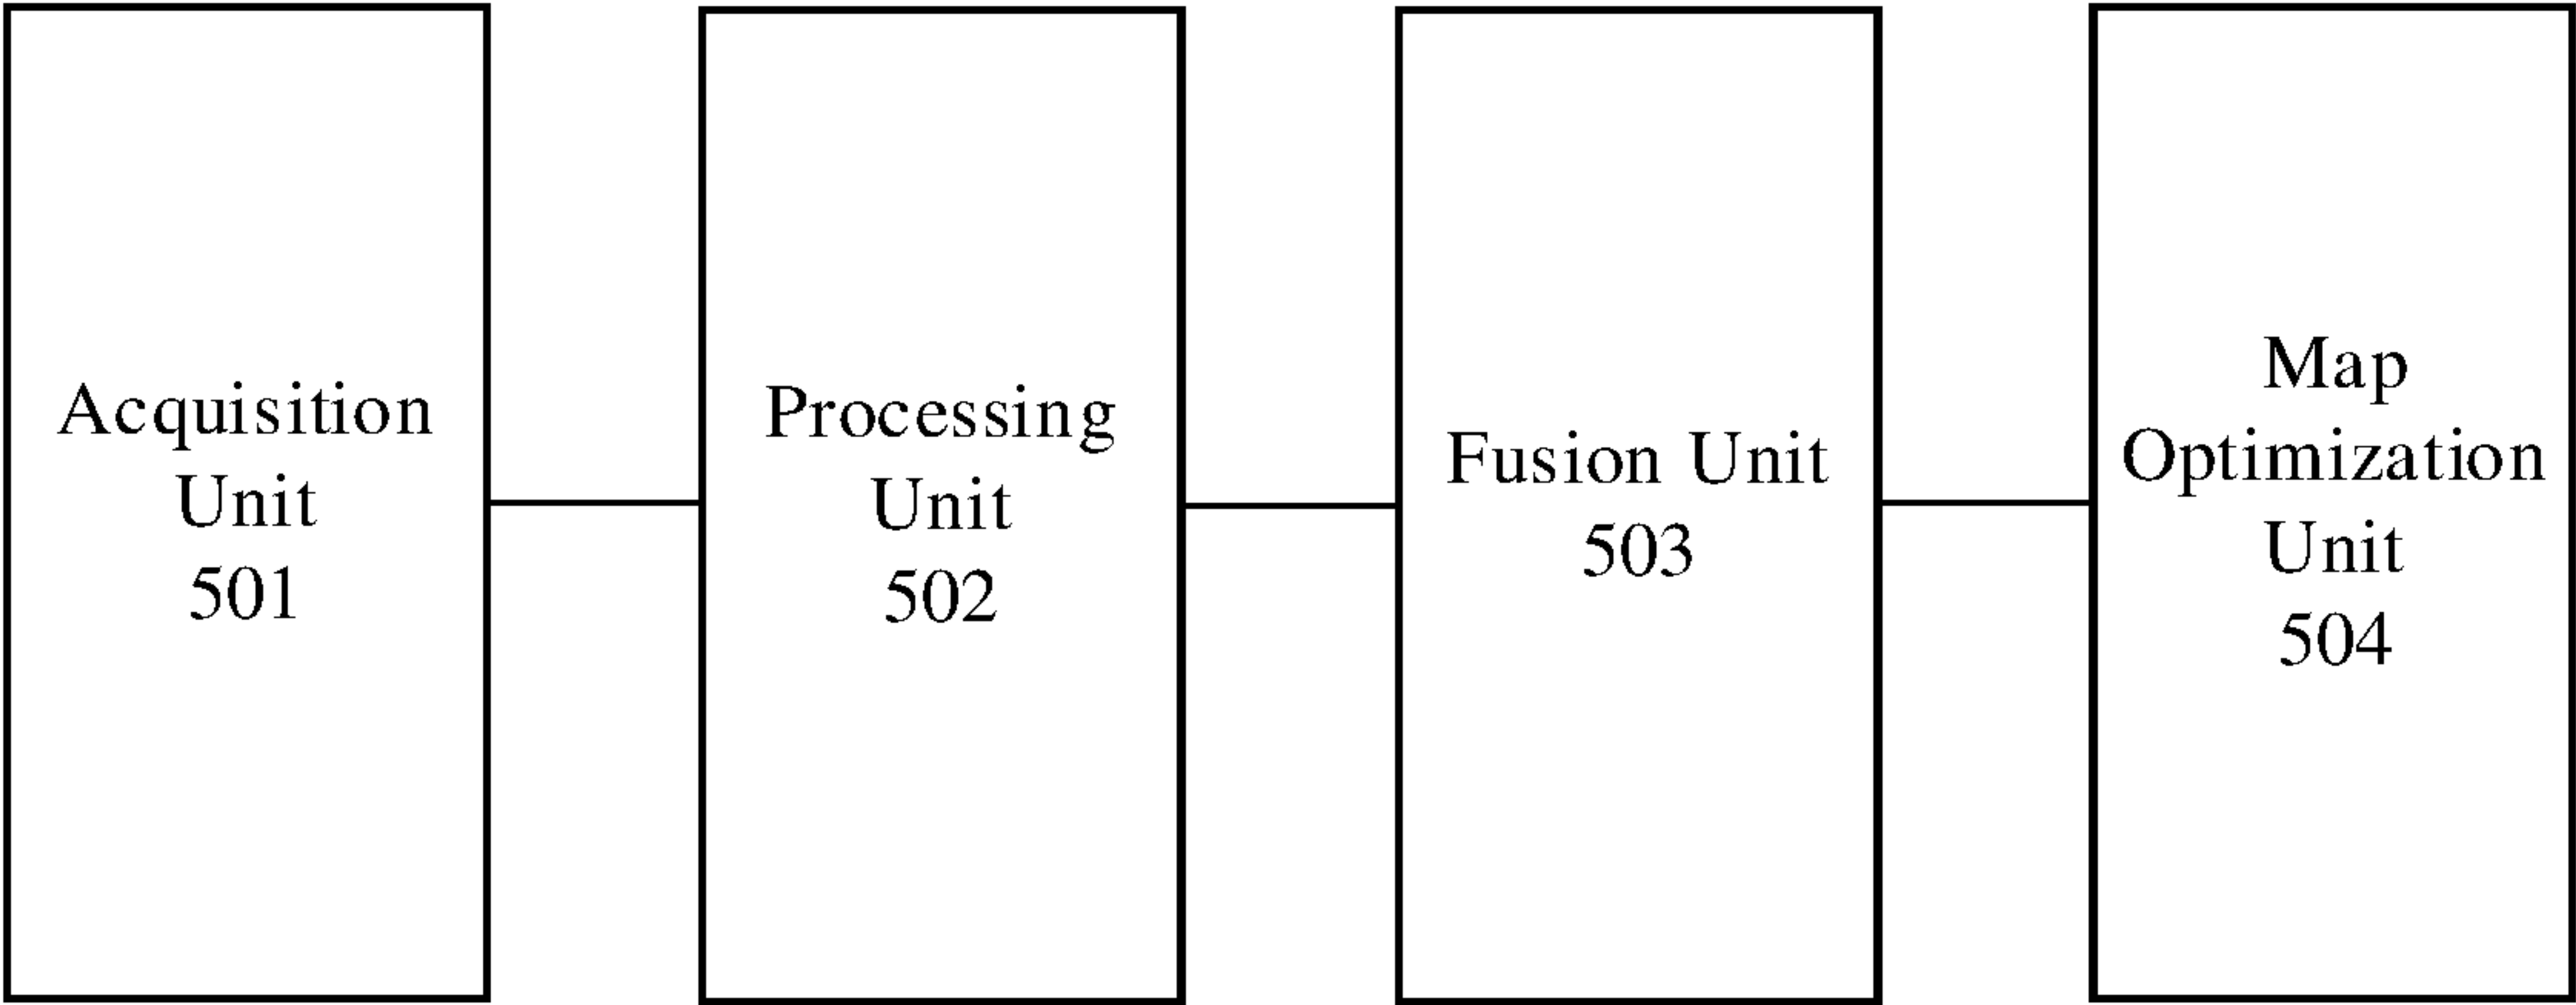 Acquisition
Unit
501
Processing
Unit
502
Fusion Unit
503
Map
Optimization
Unit
504